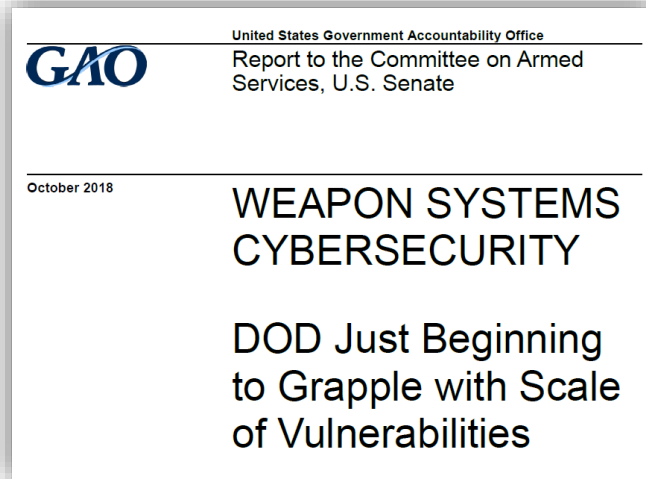 United States Government Accountability Office
GAO
Report to the Committee on Armed
Services, U.S. Senate
October 2018
WEAPON SYSTEMS
CYBERSECURITY
DOD Just Beginning
to Grapple with Scale
of Vulnerabilities